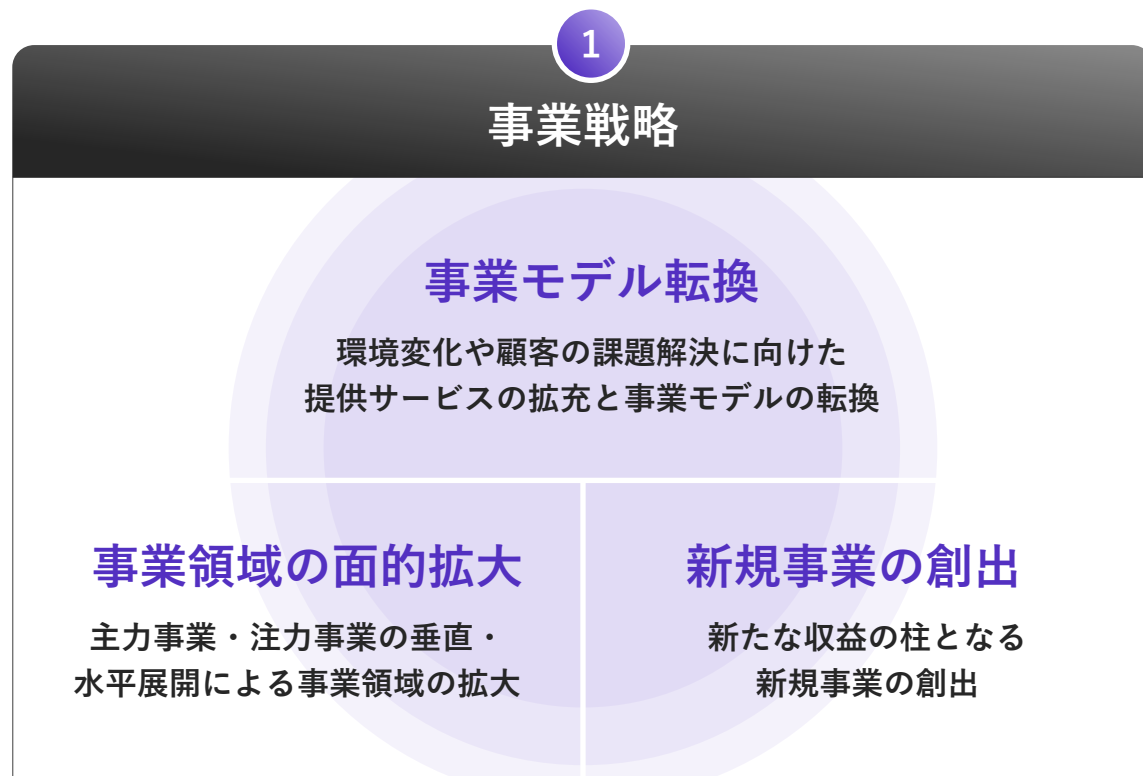 1
事業戦略
事業モデル転換
環境変化や顧客の課題解決に向けた
提供サービスの拡充と事業モデルの転換
事業領域の面的拡大
主力事業・注力事業の垂直・
水平展開による事業領域の拡大
新規事業の創出
新たな収益の柱となる
新規事業の創出